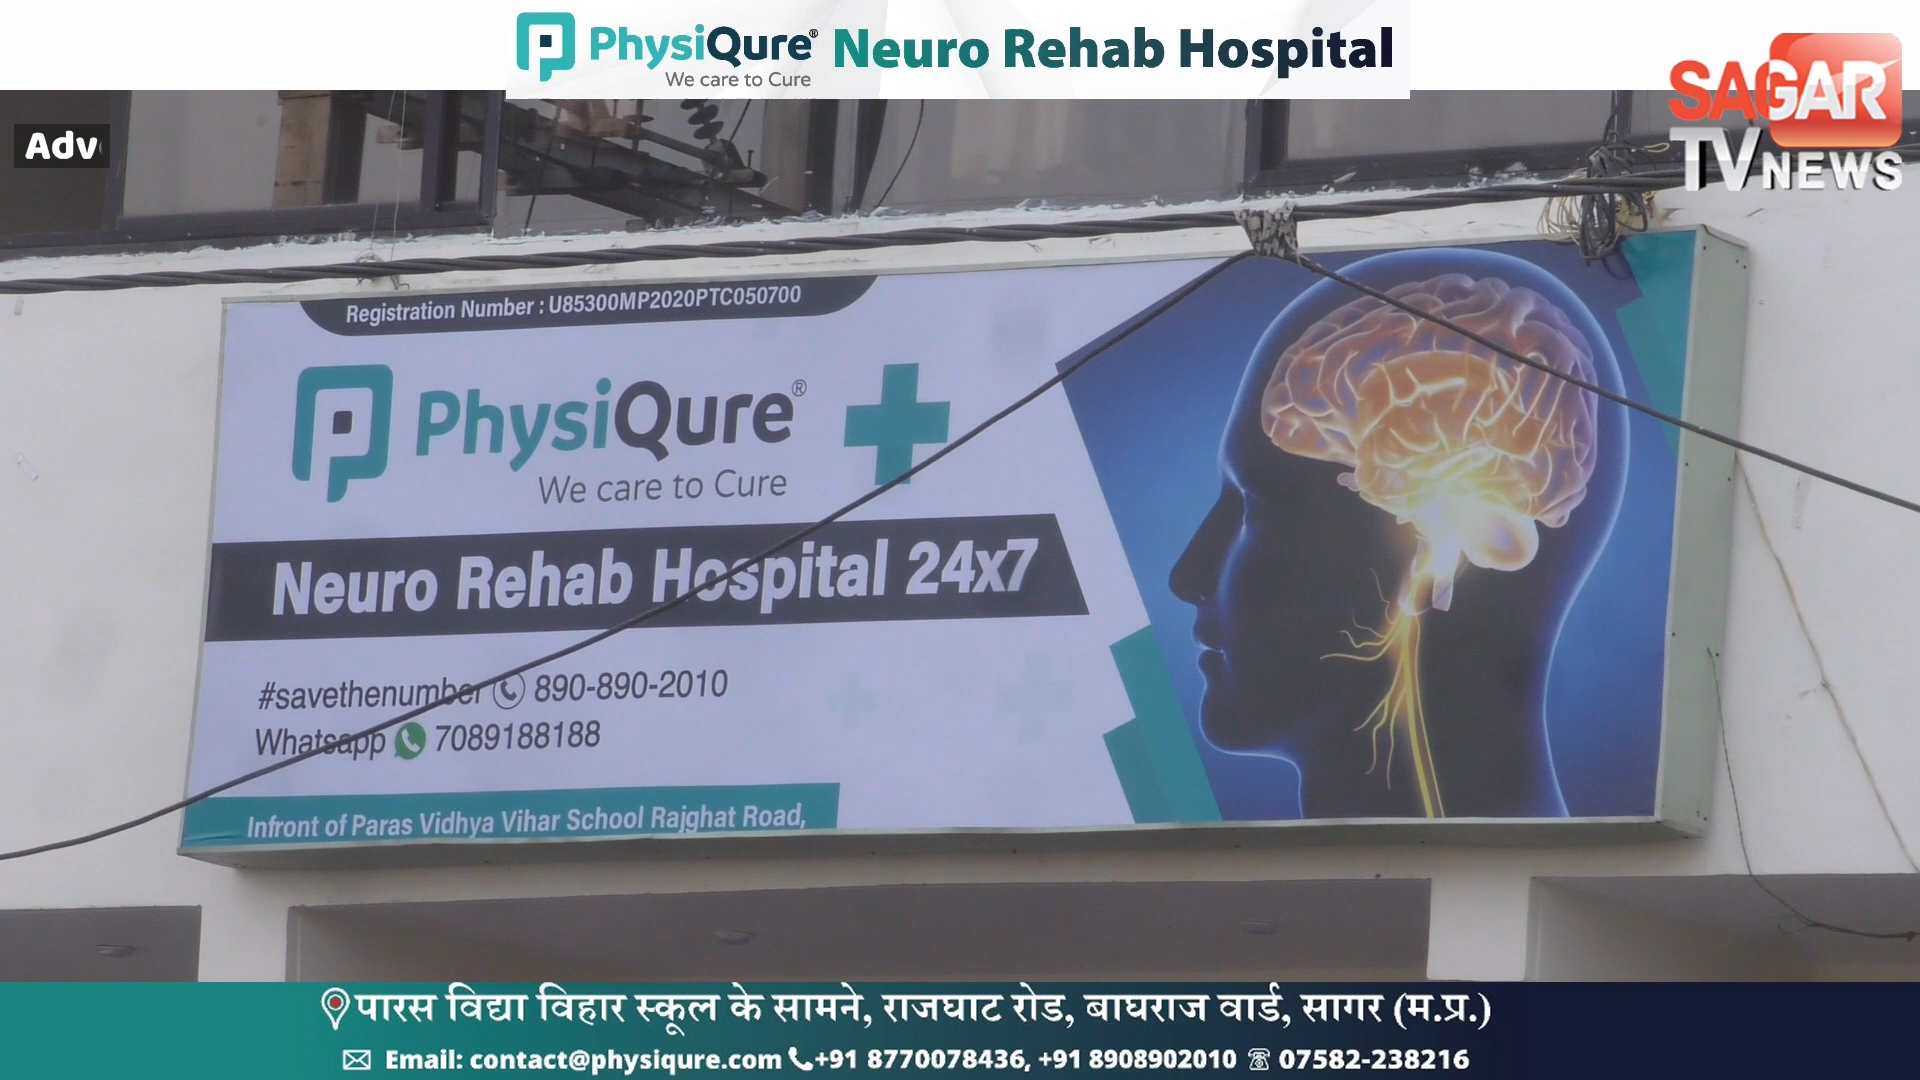 PhysiQure® Neuro Rehab Hospital
We care to Cure
SAGAR
TV NEWS
Adv
Registration Number : U85300MP2020PTC050700
PhysiQure®
We care to Cure
Neuro Rehab Hospital 24x7
#savethenumber 890-890-2010
Whatsapp 7089188188
Infront of Paras Vidhya Vihar School Rajghat Road,
पारस विद्या विहार स्कूल के सामने, राजघाट रोड, बाघराज वार्ड, सागर (म.प्र.)
Email: contact@physiqure.com +91 8770078436, +91 8908902010 07582-238216